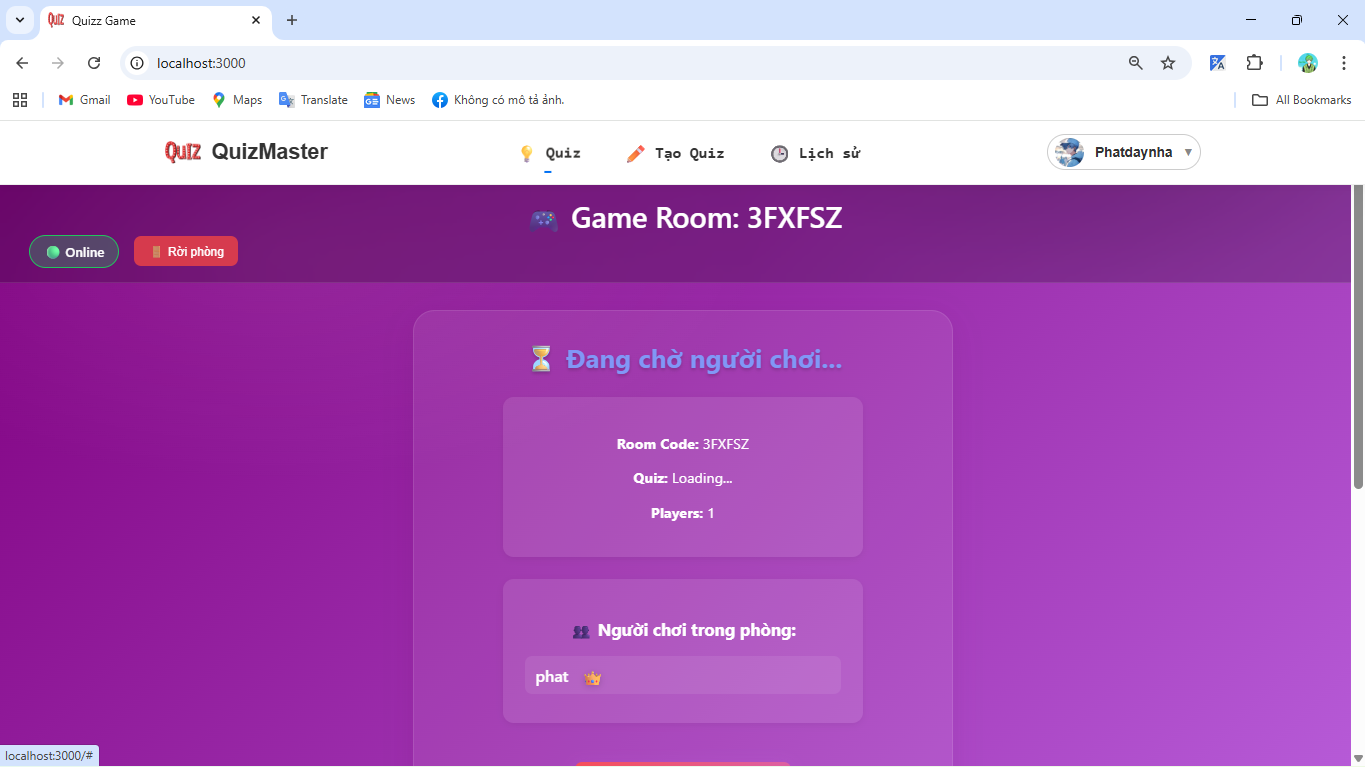 Quizz Game
localhost:3000
Gmail
YouTube
Maps
Translate
News
Không có mô tả ảnh.
All Bookmarks
QUIZ QuizMaster
Quiz
Tạo Quiz
Lịch sử
Phatdaynha
Game Room: 3FXFSZ
Online
Rời phòng
Đang chờ người chơi...
Room Code: 3FXFSZ
Quiz: Loading...
Players: 1
Người chơi trong phòng:
phat
localhost:3000/#